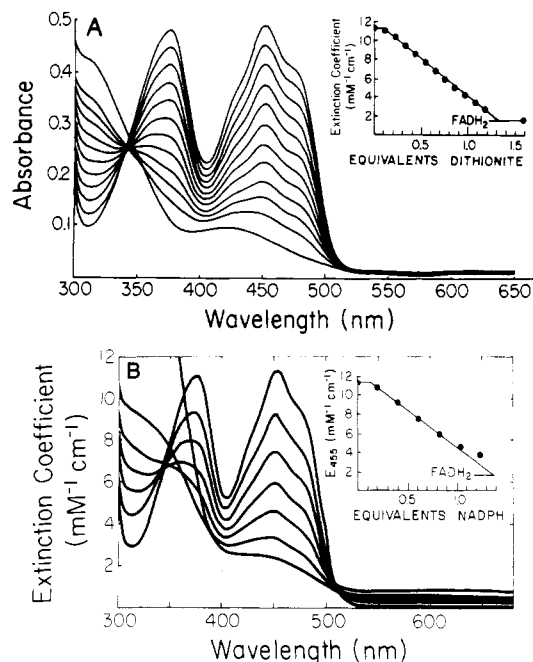 A
0.5
0.4
0.3
0.2
0.1
Absorbance
300 350 400 450 500 550 600 650
Wavelength (nm)
Extinction Coefficient
(mM⁻¹ cm⁻¹)
12
10
8
6
4
2
FADH₂
0.5 1.0 1.5
EQUIVALENTS DITHIONITE
B
12
10
8
6
4
2
Extinction Coefficient
(mM⁻¹ cm⁻¹)
300 400 500 600
Wavelength (nm)
E₄₅₅ (mM⁻¹ cm⁻¹)
12
10
8
6
4
2
FADH₂
0.5 1.0
EQUIVALENTS NADPH